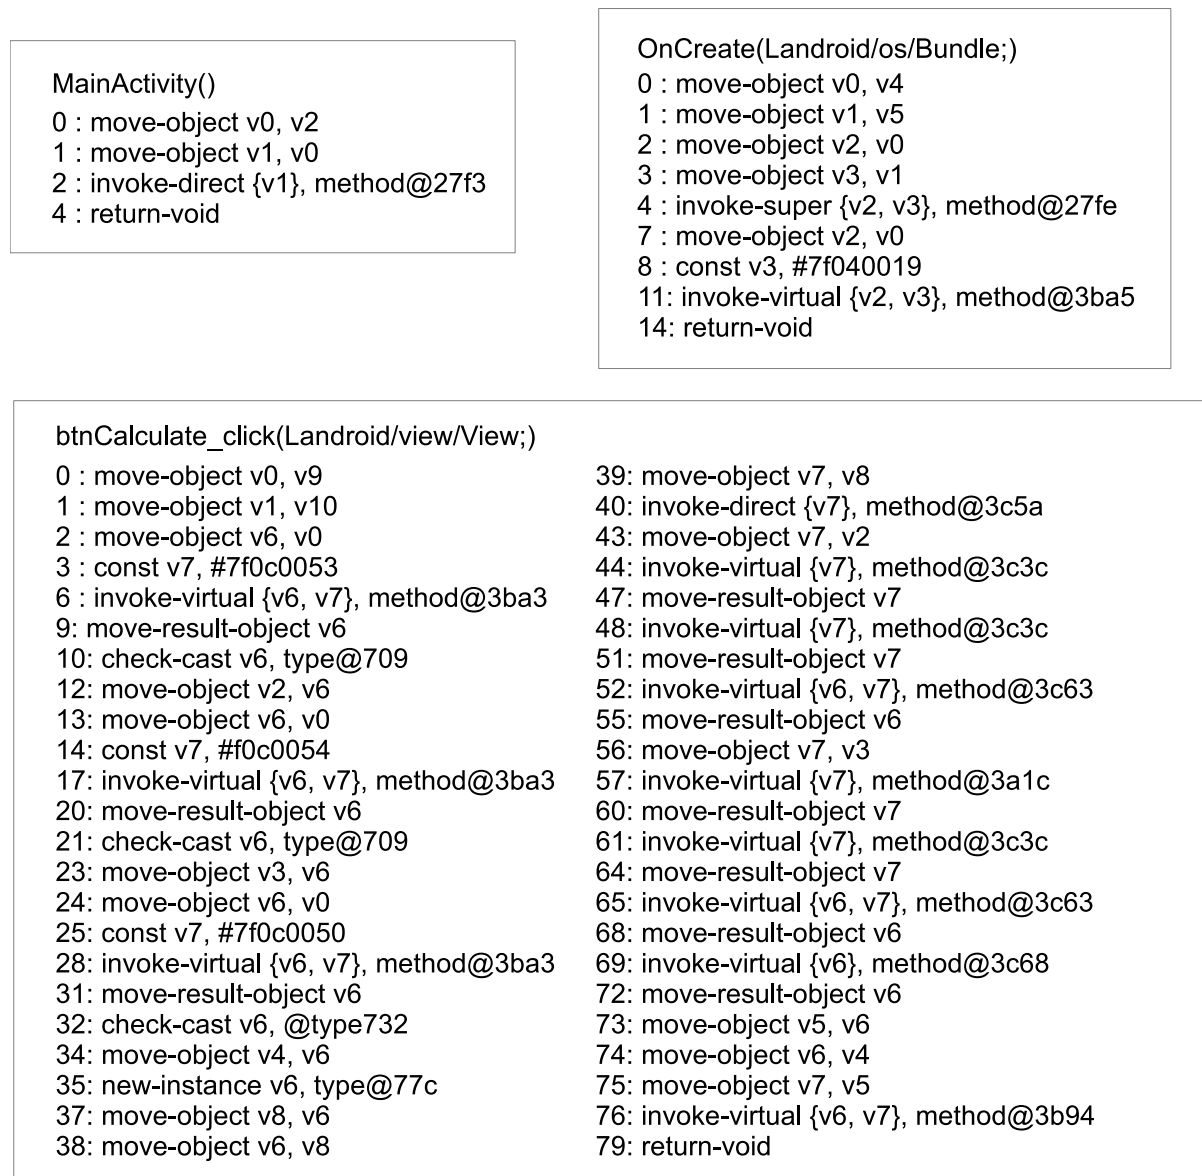 MainActivity()
0 : move-object v0, v2
1 : move-object v1, v0
2 : invoke-direct {v1}, method@27f3
4 : return-void
OnCreate(Landroid/os/Bundle;)
0 : move-object v0, v4
1 : move-object v1, v5
2 : move-object v2, v0
3 : move-object v3, v1
4 : invoke-super {v2, v3}, method@27fe
7 : move-object v2, v0
8 : const v3, #7f040019
11: invoke-virtual {v2, v3}, method@3ba5
14: return-void
btnCalculate_click(Landroid/view/View;)
0 : move-object v0, v9
1 : move-object v1, v10
2 : move-object v6, v0
3 : const v7, #7f0c0053
6 : invoke-virtual {v6, v7}, method@3ba3
9: move-result-object v6
10: check-cast v6, type@709
12: move-object v2, v6
13: move-object v6, v0
14: const v7, #f0c0054
17: invoke-virtual {v6, v7}, method@3ba3
20: move-result-object v6
21: check-cast v6, type@709
23: move-object v3, v6
24: move-object v6, v0
25: const v7, #7f0c0050
28: invoke-virtual {v6, v7}, method@3ba3
31: move-result-object v6
32: check-cast v6, @type732
34: move-object v4, v6
35: new-instance v6, type@77c
37: move-object v8, v6
38: move-object v6, v8
39: move-object v7, v8
40: invoke-direct {v7}, method@3c5a
43: move-object v7, v2
44: invoke-virtual {v7}, method@3c3c
47: move-result-object v7
48: invoke-virtual {v7}, method@3c3c
51: move-result-object v7
52: invoke-virtual {v6, v7}, method@3c63
55: move-result-object v6
56: move-object v7, v3
57: invoke-virtual {v7}, method@3a1c
60: move-result-object v7
61: invoke-virtual {v7}, method@3c3c
64: move-result-object v7
65: invoke-virtual {v6, v7}, method@3c63
68: move-result-object v6
69: invoke-virtual {v6}, method@3c68
72: move-result-object v6
73: move-object v5, v6
74: move-object v6, v4
75: move-object v7, v5
76: invoke-virtual {v6, v7}, method@3b94
79: return-void